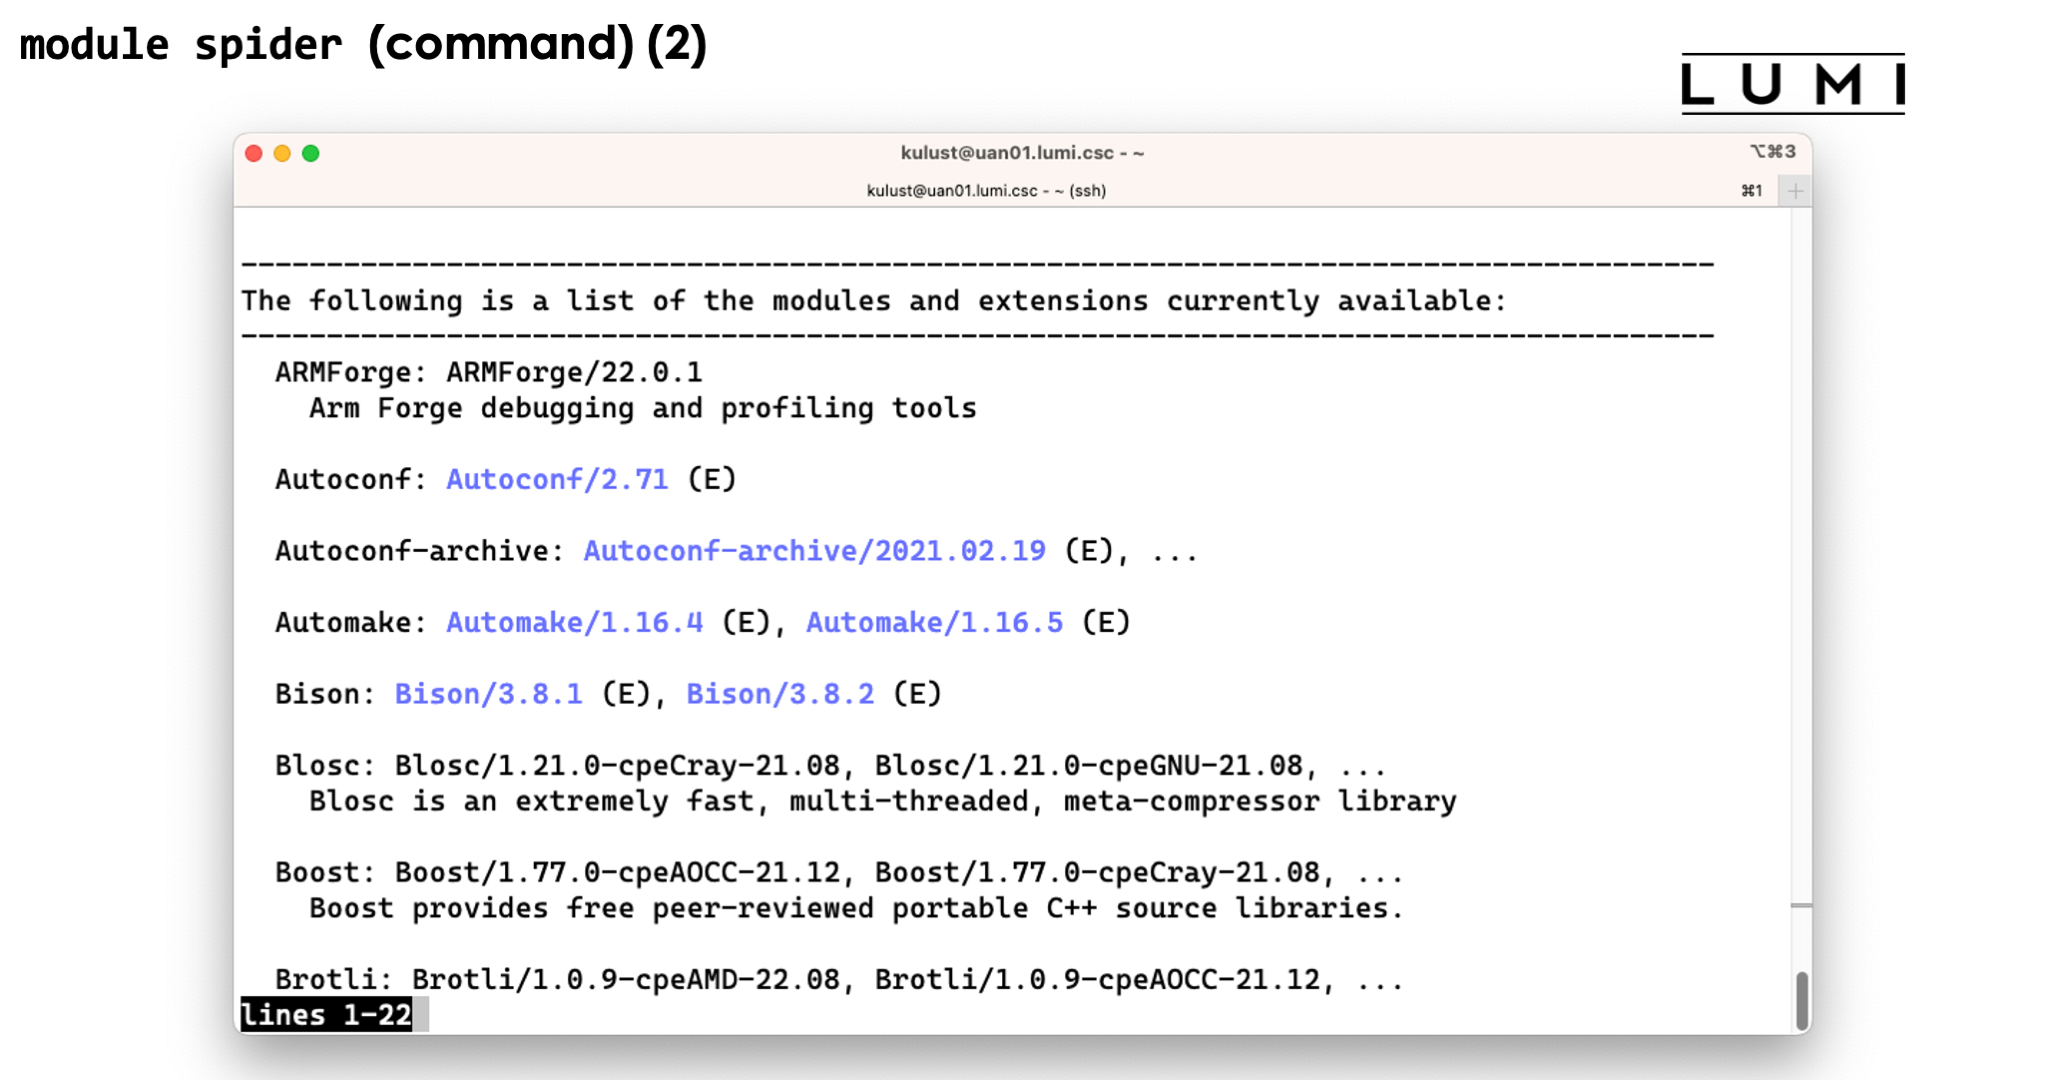 module spider (command) (2)
LUMI
kulust@uan01.lumi.csc - ~
⌥⌘3
kulust@uan01.lumi.csc - ~ (ssh)
⌘1
+
--------------------------------------------------------------------------------------
The following is a list of the modules and extensions currently available:
--------------------------------------------------------------------------------------
ARMForge: ARMForge/22.0.1
Arm Forge debugging and profiling tools
Autoconf: Autoconf/2.71 (E)
Autoconf-archive: Autoconf-archive/2021.02.19 (E), ...
Automake: Automake/1.16.4 (E), Automake/1.16.5 (E)
Bison: Bison/3.8.1 (E), Bison/3.8.2 (E)
Blosc: Blosc/1.21.0-cpeCray-21.08, Blosc/1.21.0-cpeGNU-21.08, ...
Blosc is an extremely fast, multi-threaded, meta-compressor library
Boost: Boost/1.77.0-cpeAOCC-21.12, Boost/1.77.0-cpeCray-21.08, ...
Boost provides free peer-reviewed portable C++ source libraries.
Brotli: Brotli/1.0.9-cpeAMD-22.08, Brotli/1.0.9-cpeAOCC-21.12, ...
lines 1-22